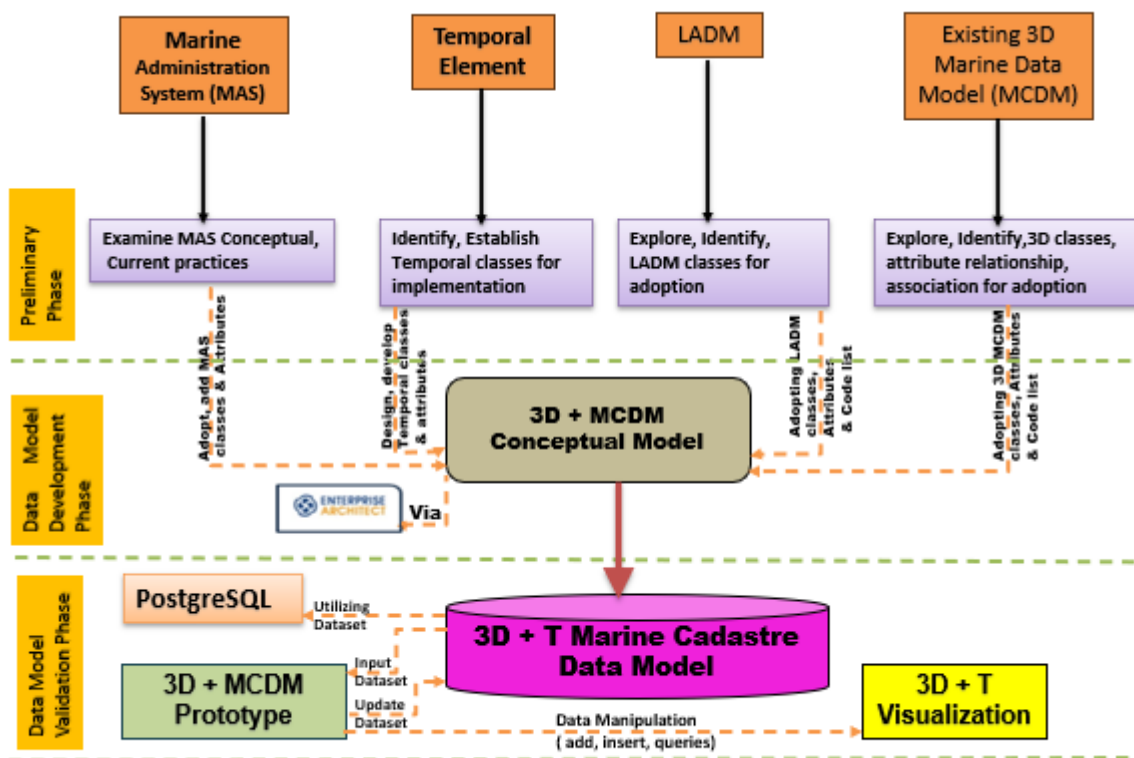 Marine
Administration
System (MAS)
Temporal
Element
LADM
Existing 3D
Marine Data
Model (MCDM)
Preliminary
Phase
Examine MAS Conceptual,
Current practices
Identify, Establish
Temporal classes for
implementation
Explore, Identify,
LADM classes for
adoption
Explore, Identify,3D classes,
attribute relationship,
association for adoption
Adopt, add MAS
classes & Attributes
Design, develop
Temporal classes
& attributes
Adopting LADM
classes,
Attributes
& Code list
Adopting 3D MCDM
classes, Attributes
& Code list
Data Model
Development
Phase
3D + MCDM
Conceptual Model
ENTERPRISE
ARCHITECT
Via
Data Model
Validation Phase
PostgreSQL
Utilizing
Dataset
3D + T Marine Cadastre
Data Model
Input
Dataset
3D + MCDM
Prototype
Update
Dataset
Data Manipulation
( add, insert, queries)
3D + T
Visualization